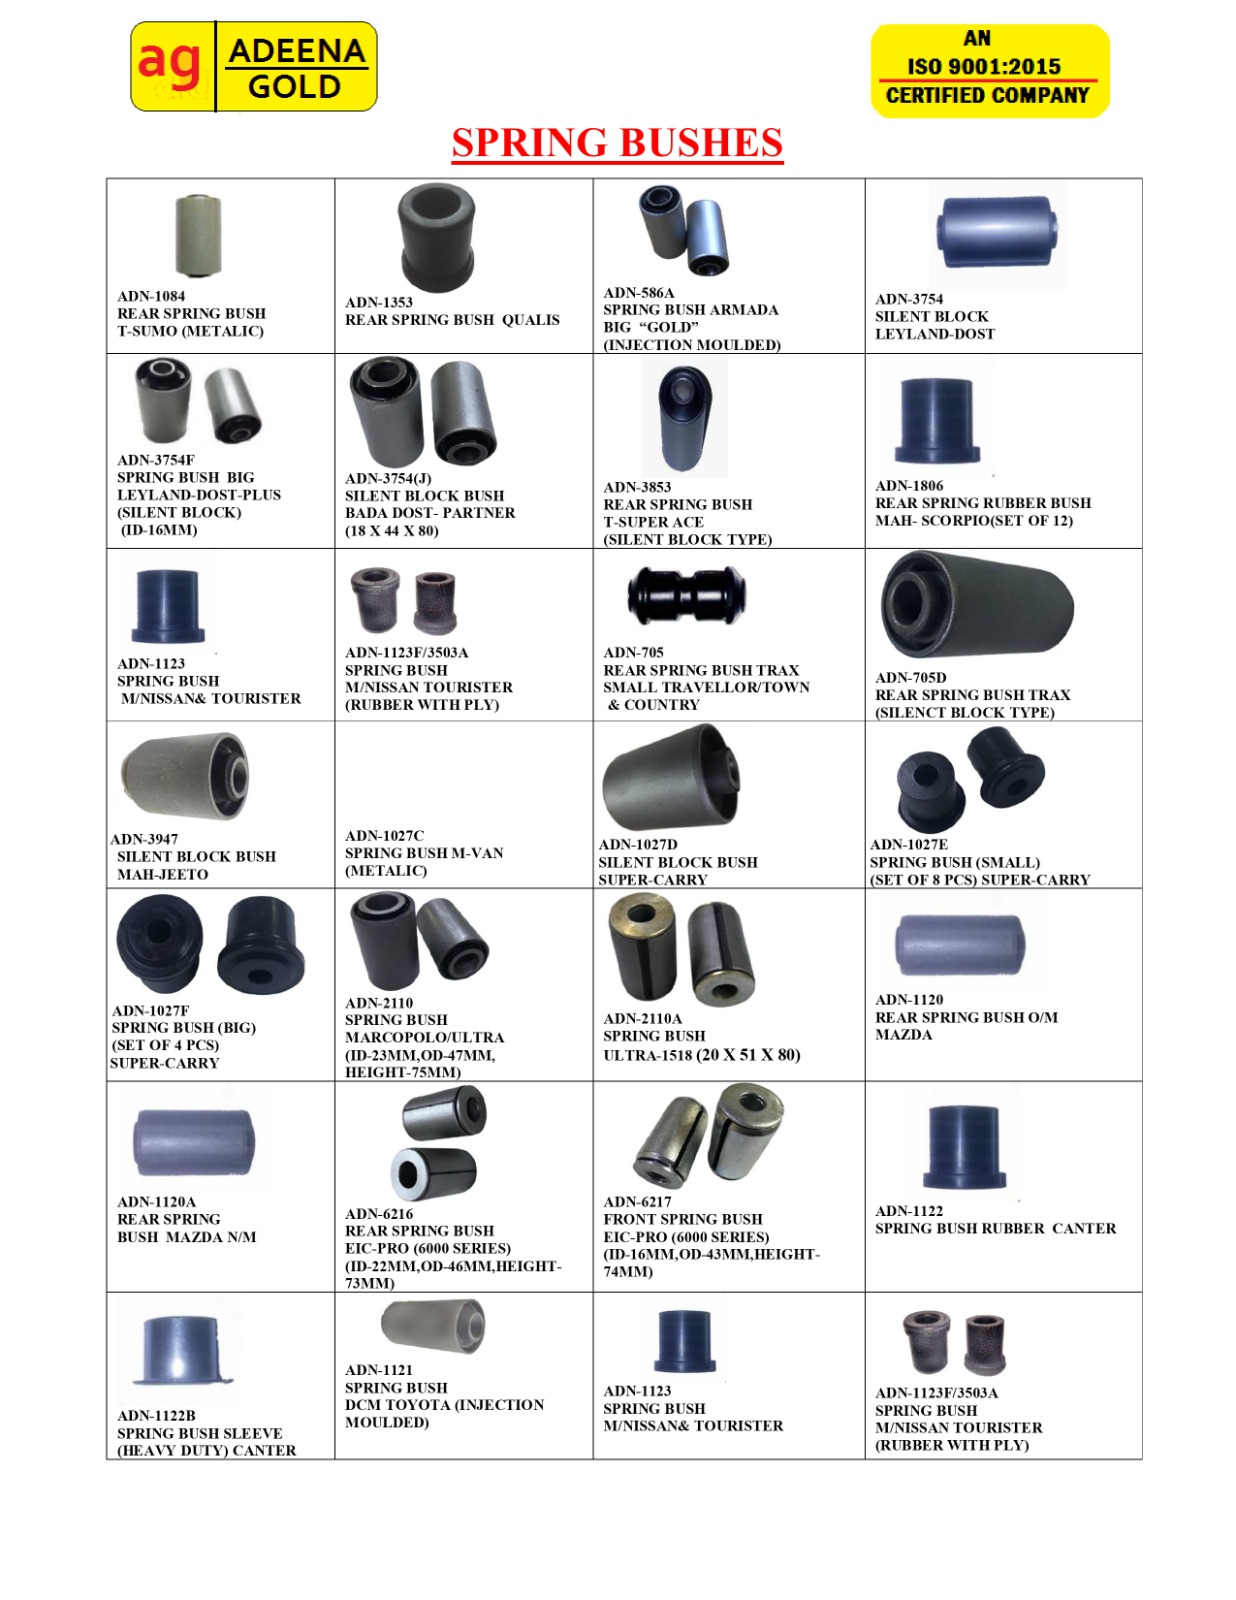 ag
ADEENA
GOLD
AN
ISO 9001:2015
CERTIFIED COMPANY
SPRING BUSHES
ADN-1084
REAR SPRING BUSH
T-SUMO (METALIC)
ADN-1353
REAR SPRING BUSH QUALIS
ADN-586A
SPRING BUSH ARMADA
BIG “GOLD”
(INJECTION MOULDED)
ADN-3754
SILENT BLOCK
LEYLAND-DOST
ADN-3754F
SPRING BUSH BIG
LEYLAND-DOST-PLUS
(SILENT BLOCK)
(ID-16MM)
ADN-3754(J)
SILENT BLOCK BUSH
BADA DOST- PARTNER
(18 X 44 X 80)
ADN-3853
REAR SPRING BUSH
T-SUPER ACE
(SILENT BLOCK TYPE)
ADN-1806
REAR SPRING RUBBER BUSH
MAH- SCORPIO(SET OF 12)
ADN-1123
SPRING BUSH
M/NISSAN& TOURISTER
ADN-1123F/3503A
SPRING BUSH
M/NISSAN TOURISTER
(RUBBER WITH PLY)
ADN-705
REAR SPRING BUSH TRAX
SMALL TRAVELLOR/TOWN
& COUNTRY
ADN-705D
REAR SPRING BUSH TRAX
(SILENCT BLOCK TYPE)
ADN-3947
SILENT BLOCK BUSH
MAH-JEETO
ADN-1027C
SPRING BUSH M-VAN
(METALIC)
ADN-1027D
SILENT BLOCK BUSH
SUPER-CARRY
ADN-1027E
SPRING BUSH (SMALL)
(SET OF 8 PCS) SUPER-CARRY
ADN-1027F
SPRING BUSH (BIG)
(SET OF 4 PCS)
SUPER-CARRY
ADN-2110
SPRING BUSH
MARCOPOLO/ULTRA
(ID-23MM,OD-47MM,
HEIGHT-75MM)
ADN-2110A
SPRING BUSH
ULTRA-1518 (20 X 51 X 80)
ADN-1120
REAR SPRING BUSH O/M
MAZDA
ADN-1120A
REAR SPRING
BUSH MAZDA N/M
ADN-6216
REAR SPRING BUSH
EIC-PRO (6000 SERIES)
(ID-22MM,OD-46MM,HEIGHT-
73MM)
ADN-6217
FRONT SPRING BUSH
EIC-PRO (6000 SERIES)
(ID-16MM,OD-43MM,HEIGHT-
74MM)
ADN-1122
SPRING BUSH RUBBER CANTER
ADN-1122B
SPRING BUSH SLEEVE
(HEAVY DUTY) CANTER
ADN-1121
SPRING BUSH
DCM TOYOTA (INJECTION
MOULDED)
ADN-1123
SPRING BUSH
M/NISSAN& TOURISTER
ADN-1123F/3503A
SPRING BUSH
M/NISSAN TOURISTER
(RUBBER WITH PLY)